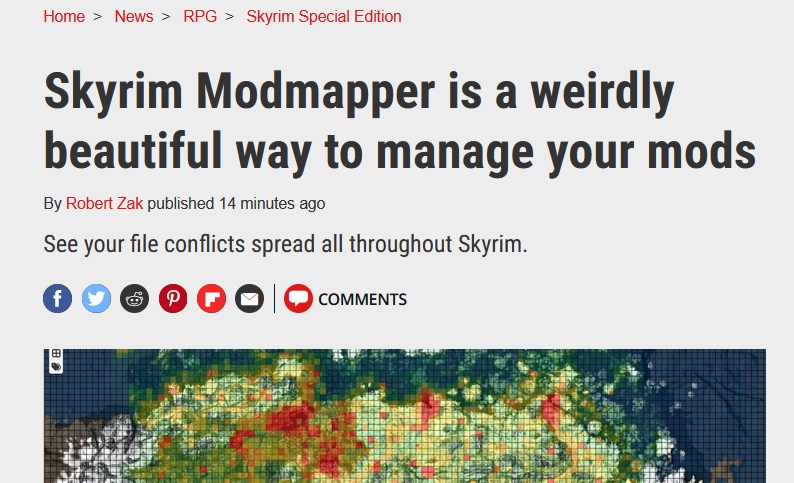 Home > News > RPG > Skyrim Special Edition
Skyrim Modmapper is a weirdly
beautiful way to manage your mods
By Robert Zak published 14 minutes ago
See your file conflicts spread all throughout Skyrim.
COMMENTS